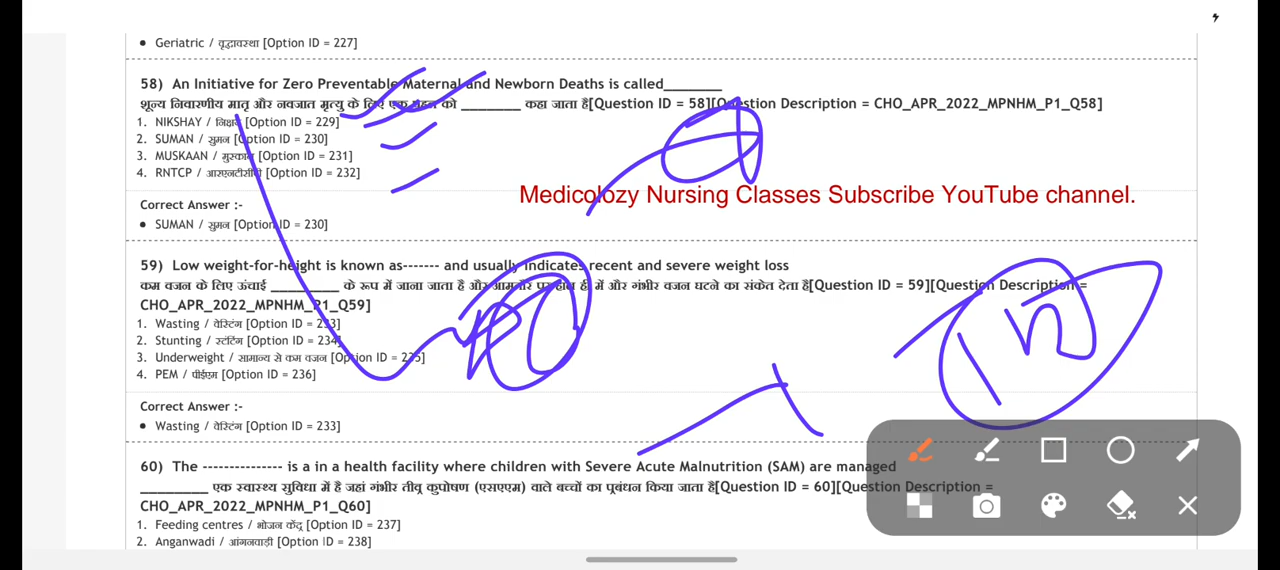 • Geriatric / वृद्धावस्था [Option ID = 227]
58) An Initiative for Zero Preventable Maternal and Newborn Deaths is called_______
शून्य निवारणीय मातृ और नवजात मृत्यु के लिए एक पहल को _______ कहा जाता है[Question ID = 58][Question Description = CHO_APR_2022_MPNHM_P1_Q58]
1. NIKSHAY / निक्षय [Option ID = 229]
2. SUMAN / सुमन [Option ID = 230]
3. MUSKAAN / मुस्कान [Option ID = 231]
4. RNTCP / आरएनटीसीपी [Option ID = 232]
Medicolozy Nursing Classes Subscribe YouTube channel.
Correct Answer :-
• SUMAN / सुमन [Option ID = 230]
59) Low weight-for-height is known as------- and usually indicates recent and severe weight loss
कम वजन के लिए ऊंचाई _________ के रूप में जाना जाता है और आमतौर पर हाल ही में और गंभीर वजन घटने का संकेत देता है[Question ID = 59][Question Description =
CHO_APR_2022_MPNHM_P1_Q59]
1. Wasting / वेस्टिंग [Option ID = 233]
2. Stunting / स्टंटिंग [Option ID = 234]
3. Underweight / सामान्य से कम वजन [Option ID = 235]
4. PEM / पीईएम [Option ID = 236]
Correct Answer :-
• Wasting / वेस्टिंग [Option ID = 233]
60) The --------------- is a in a health facility where children with Severe Acute Malnutrition (SAM) are managed
________ एक स्वास्थ्य सुविधा में है जहां गंभीर तीव्र कुपोषण (एसएएम) वाले बच्चों का प्रबंधन किया जाता है[Question ID = 60][Question Description =
CHO_APR_2022_MPNHM_P1_Q60]
1. Feeding centres / भोजन केंद्र [Option ID = 237]
2. Anganwadi / आंगनवाड़ी [Option ID = 238]